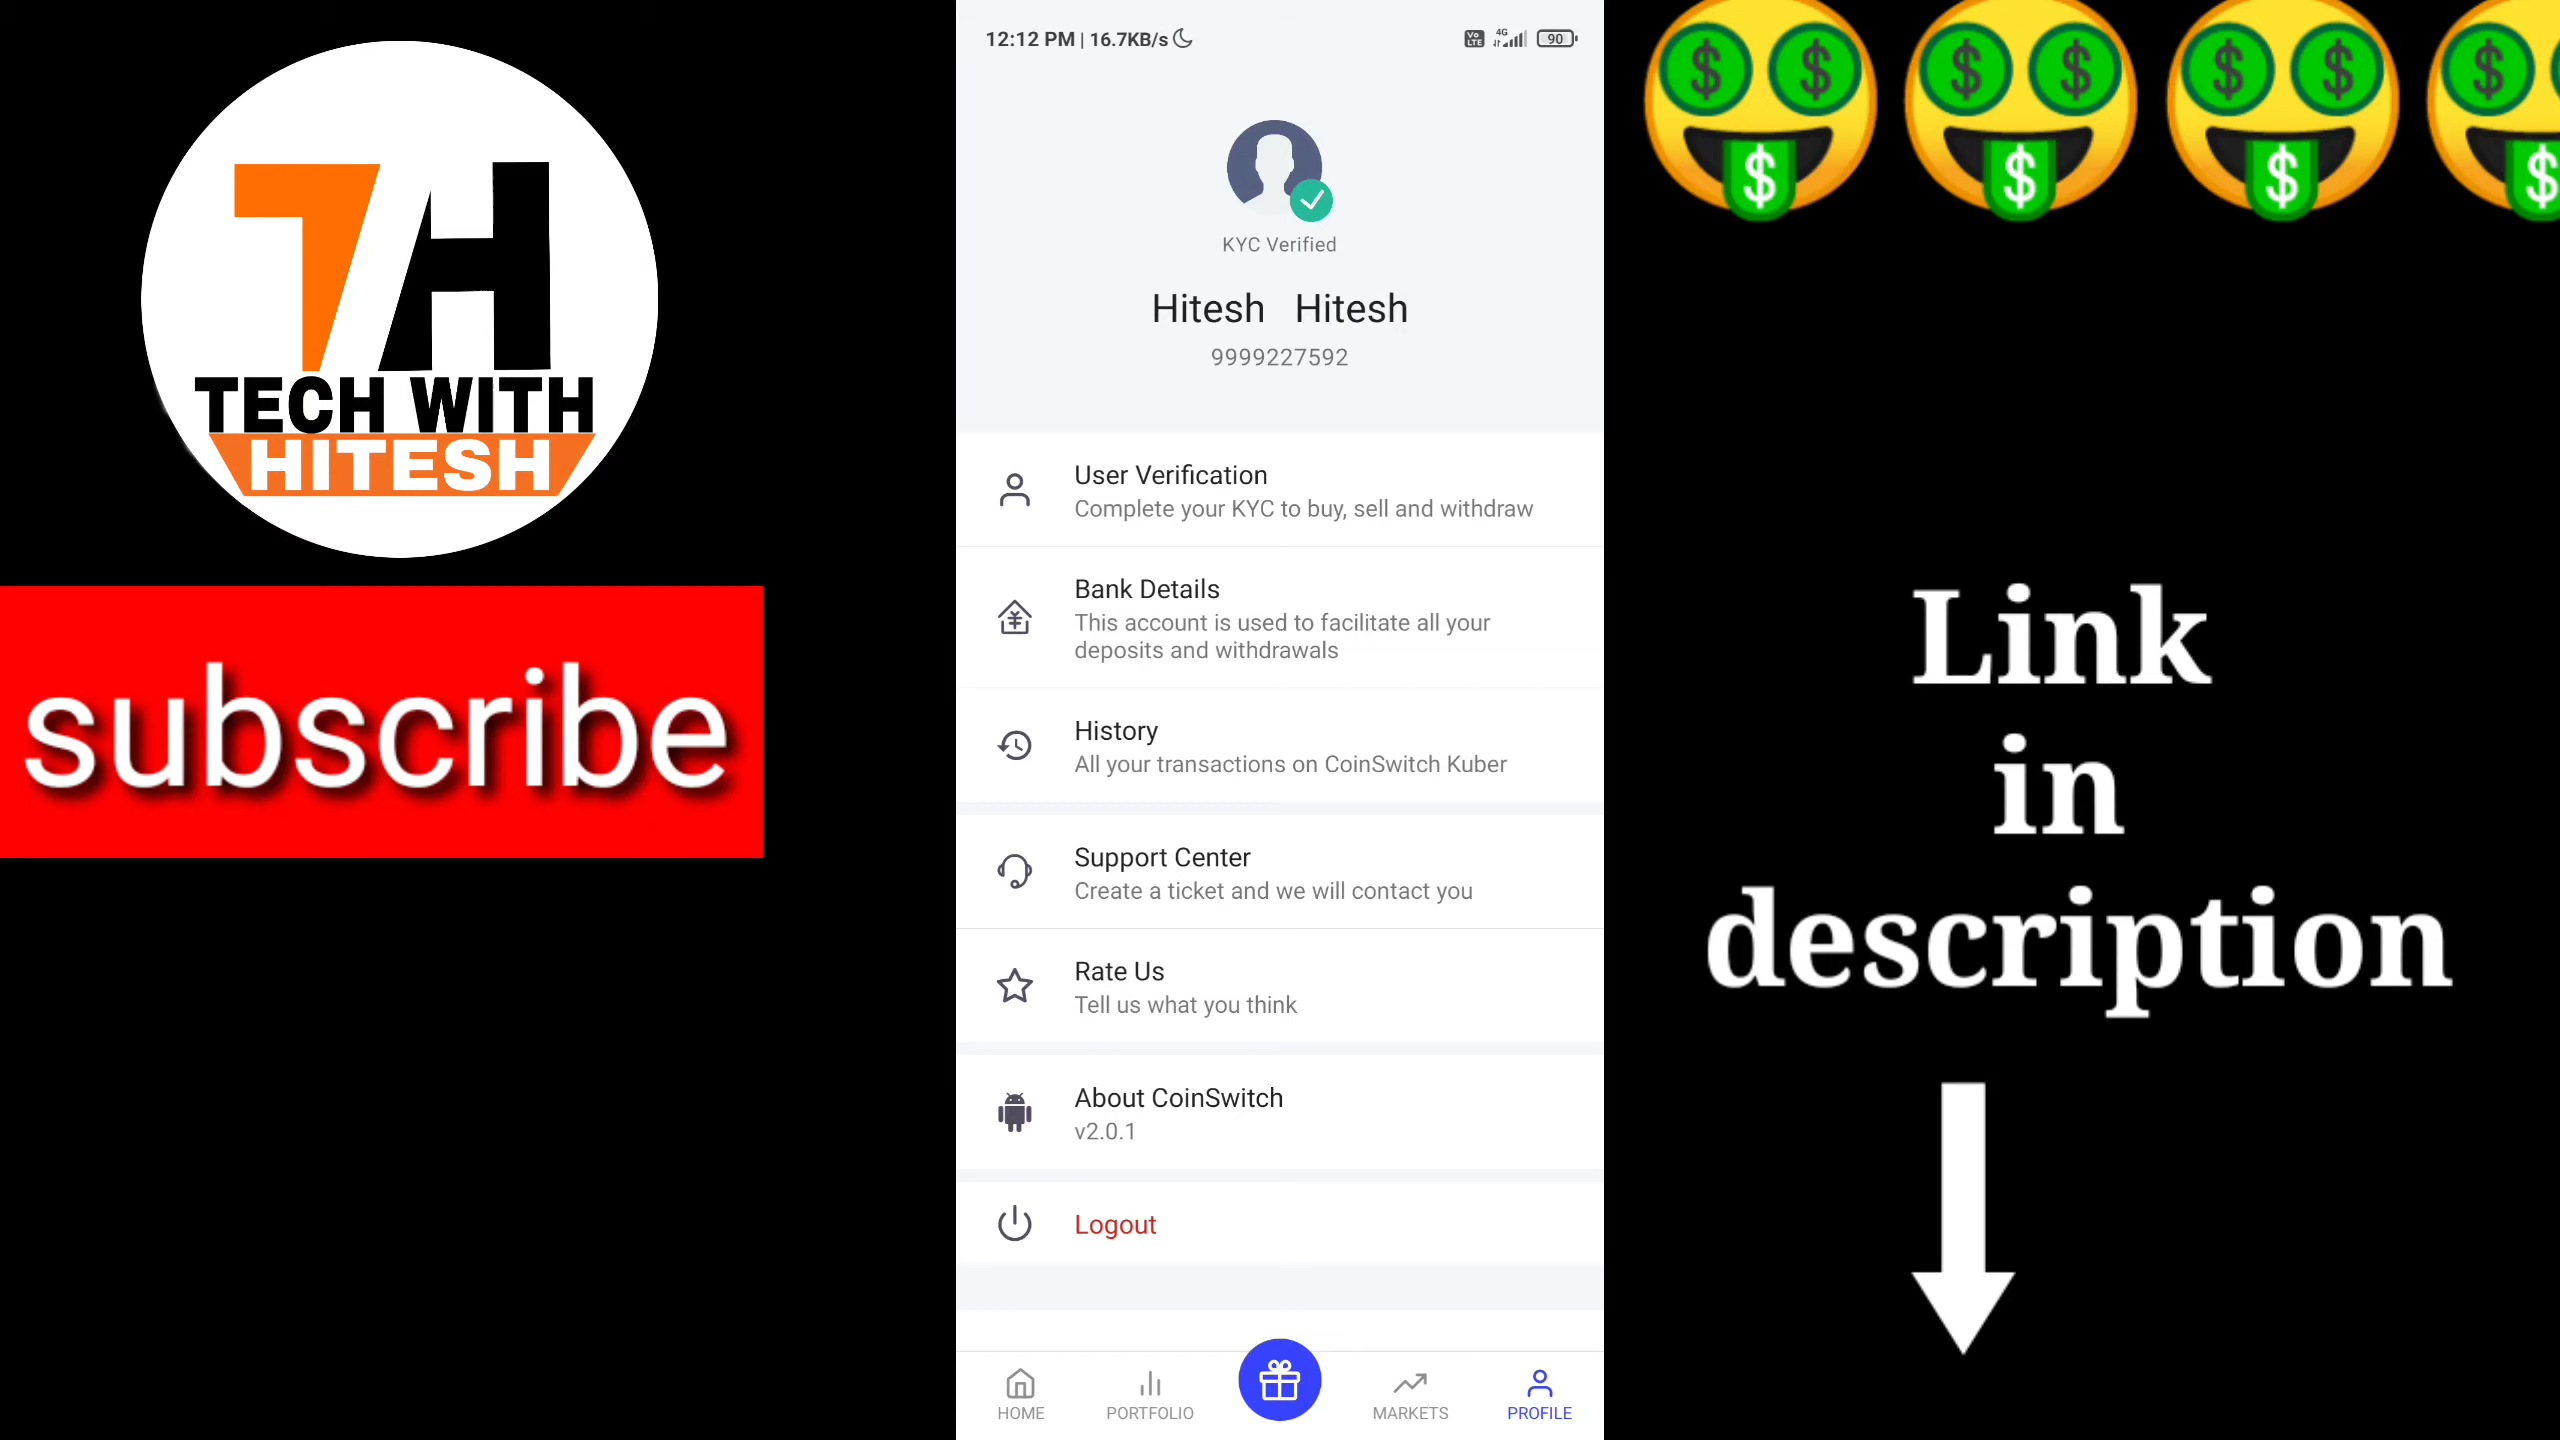 TECH WITH
HITESH
subscribe
12:12 PM | 16.7KB/s
Vo
LTE
4G
90
KYC Verified
Hitesh Hitesh
9999227592
User Verification
Complete your KYC to buy, sell and withdraw
Bank Details
This account is used to facilitate all your
deposits and withdrawals
History
All your transactions on CoinSwitch Kuber
Support Center
Create a ticket and we will contact you
Rate Us
Tell us what you think
About CoinSwitch
v2.0.1
Logout
HOME
PORTFOLIO
MARKETS
PROFILE
Link
in
description